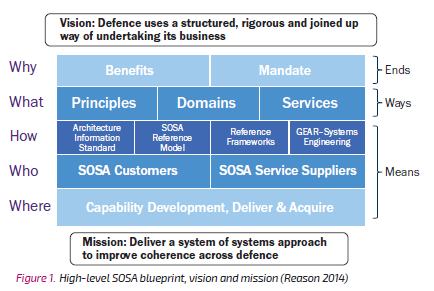 Vision: Defence uses a structured, rigorous and joined up
way of undertaking its business
Why
Benefits
Mandate
Ends
What
Principles
Domains
Services
Ways
How
Architecture
Information
Standard
SOSA
Reference
Model
Reference
Frameworks
GEAR–Systems
Engineering
Who
SOSA Customers
SOSA Service Suppliers
Means
Where
Capability Development, Deliver & Acquire
Mission: Deliver a system of systems approach
to improve coherence across defence
Figure 1. High-level SOSA blueprint, vision and mission (Reason 2014)